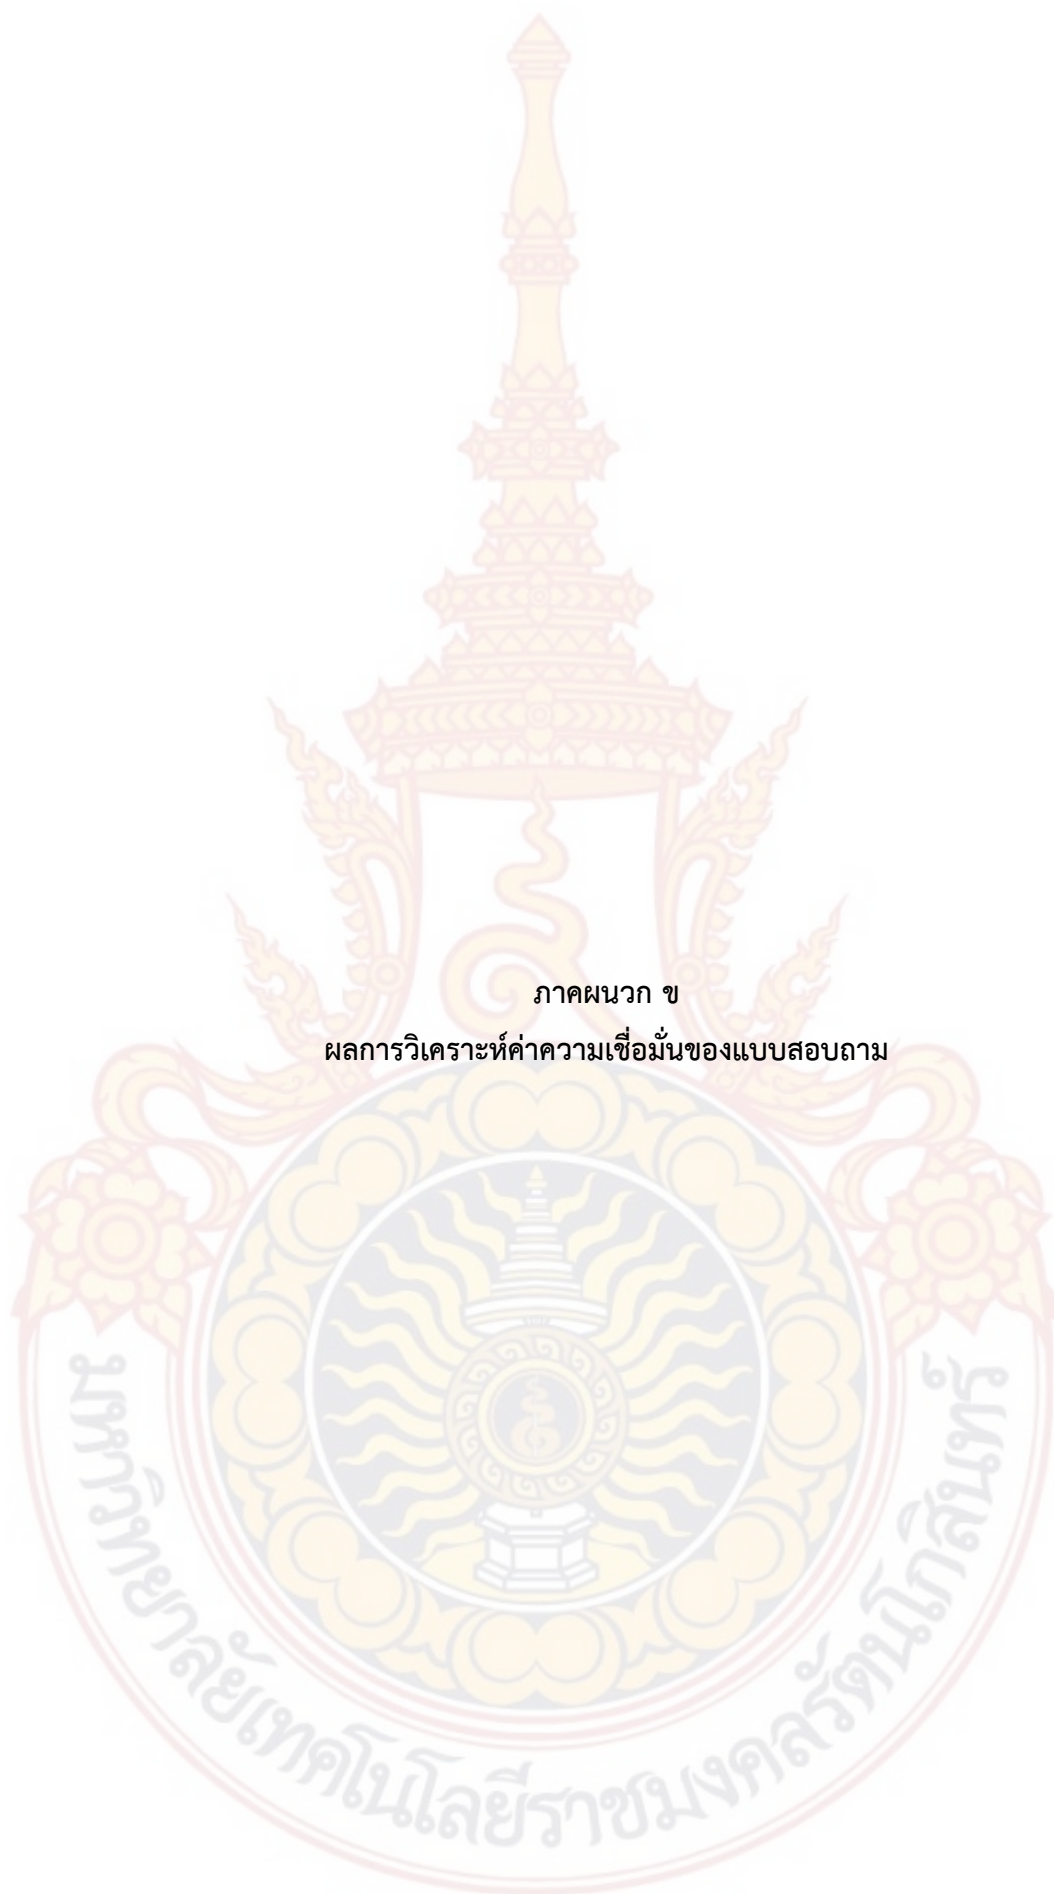 ภาคผนวก ข
ผลการวิเคราะห์ค่าความเชื่อมั่นของแบบสอบถาม
มหาวิทยาลัยเทคโนโลยีราชมงคลรัตนโกสินทร์